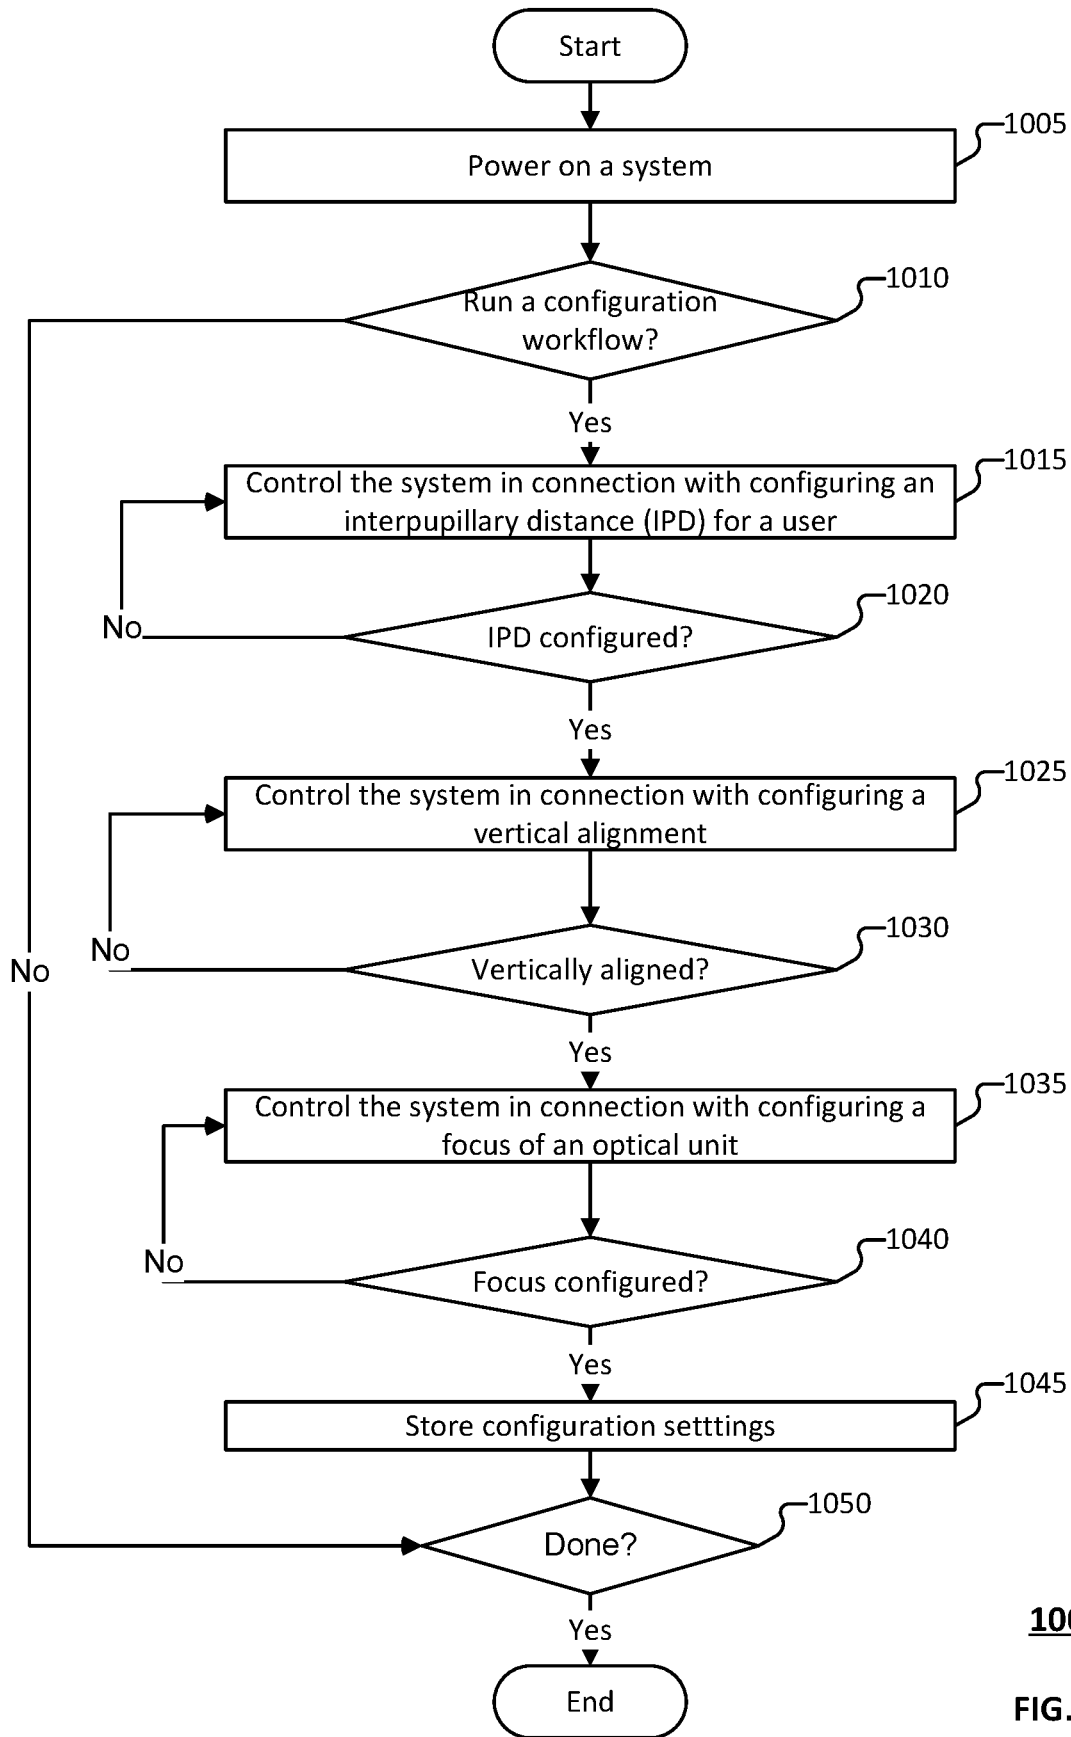 Start
Power on a system
1005
Run a configuration
workflow?
1010
Yes
Control the system in connection with configuring an
interpupillary distance (IPD) for a user
1015
IPD configured?
1020
No
Yes
Control the system in connection with configuring a
vertical alignment
1025
Vertically aligned?
1030
No
No
Yes
Control the system in connection with configuring a
focus of an optical unit
1035
Focus configured?
1040
No
Yes
Store configuration setttings
1045
Done?
1050
Yes
End
FIG.